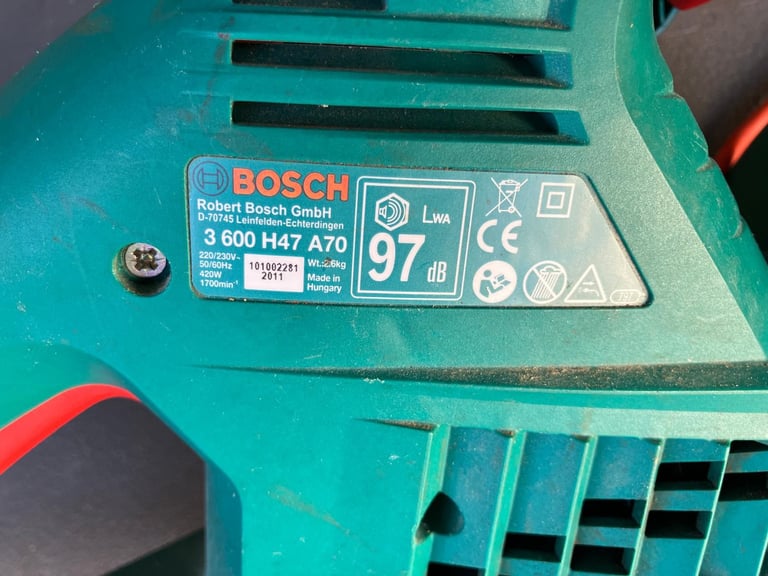 BOSCH
Robert Bosch GmbH
D-70745 Leinfelden-Echterdingen
3 600 H47 A70
220/230V~
50/60Hz
420W
1700min-1
101002281
2011
Wt.:2.6kg
Made in
Hungary
LWA
97 dB
CE